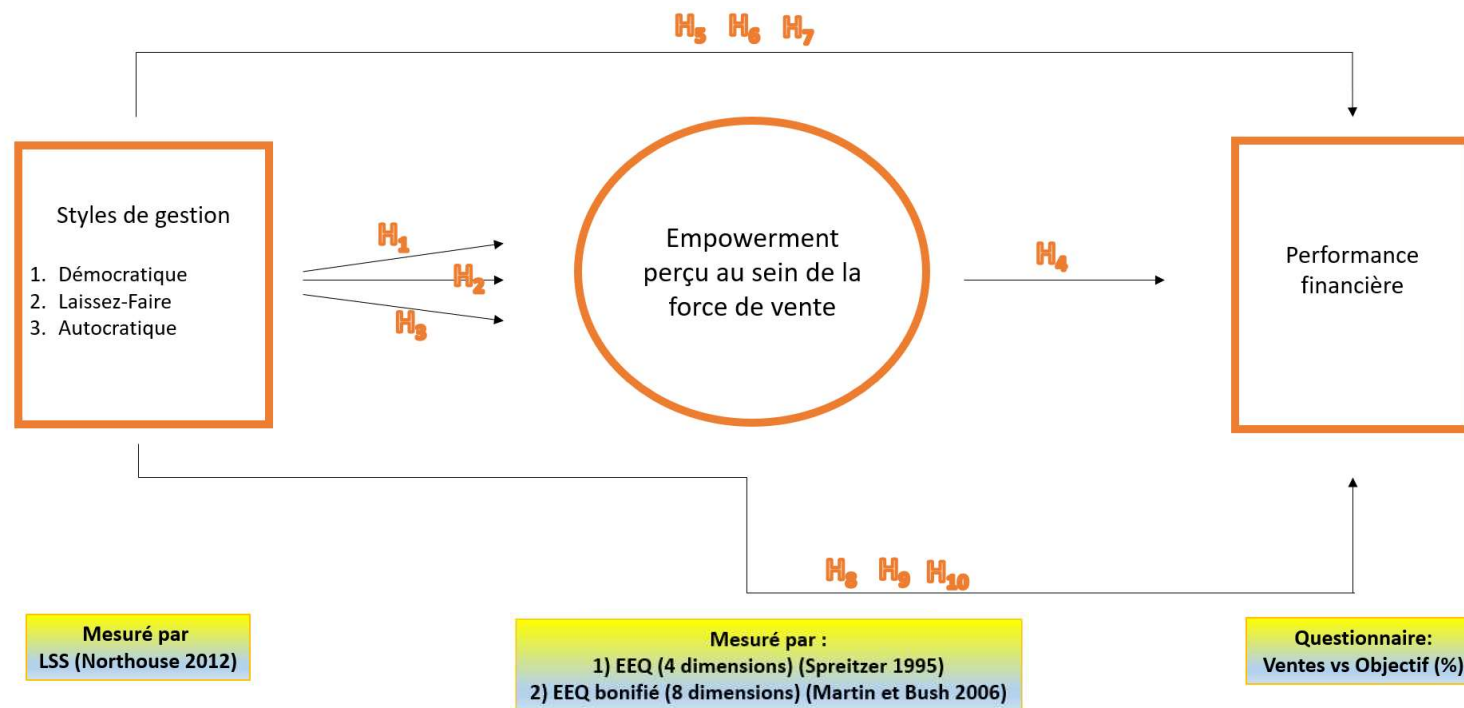 H5 H6 H7
Styles de gestion
1. Démocratique
2. Laissez-Faire
3. Autocratique
H1
H2
H3
Empowerment
perçu au sein de la
force de vente
H4
Performance
financière
H8 H9 H10
Mesuré par
LSS (Northouse 2012)
Mesuré par :
1) EEQ (4 dimensions) (Spreitzer 1995)
2) EEQ bonifié (8 dimensions) (Martin et Bush 2006)
Questionnaire:
Ventes vs Objectif (%)